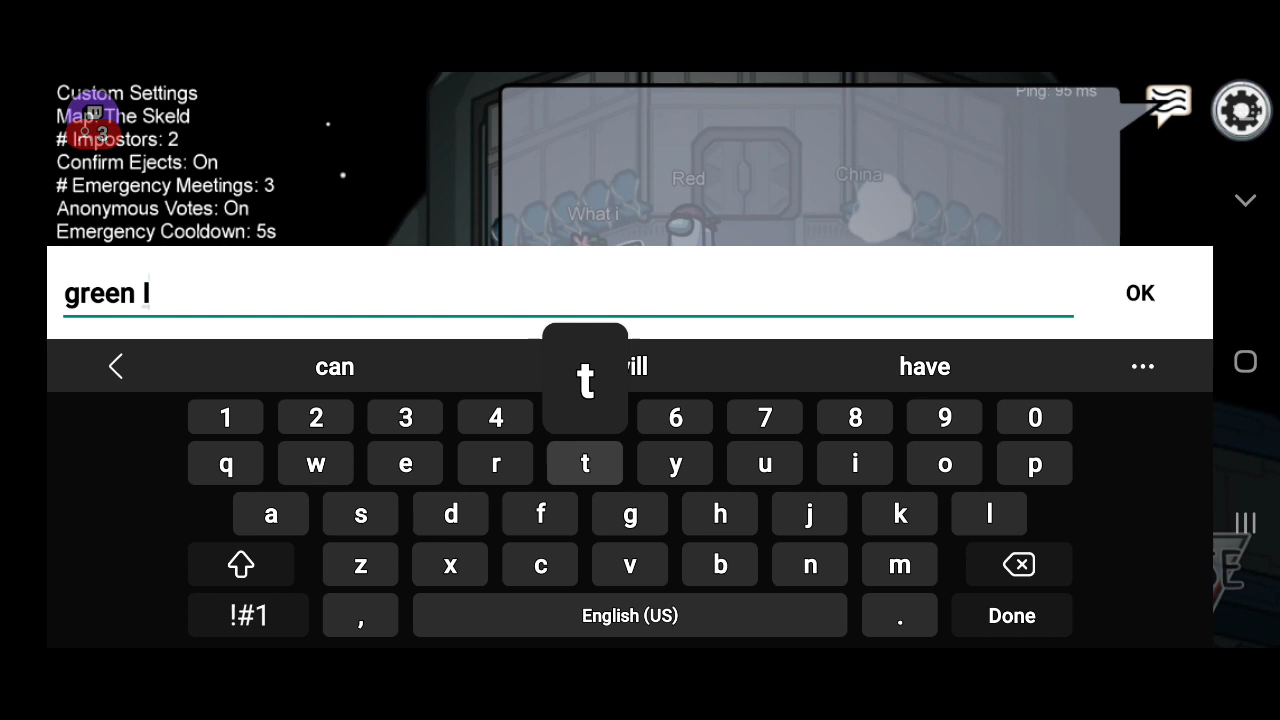 Custom Settings
Map: The Skeld
# Impostors: 2
Confirm Ejects: On
# Emergency Meetings: 3
Anonymous Votes: On
Emergency Cooldown: 5s
3
Ping: 95 ms
Red
China
What i
green I
OK
can
ill
have
t
1 2 3 4 6 7 8 9 0
q w e r t y u i o p
a s d f g h j k l
z x c v b n m
!#1 , English (US) . Done